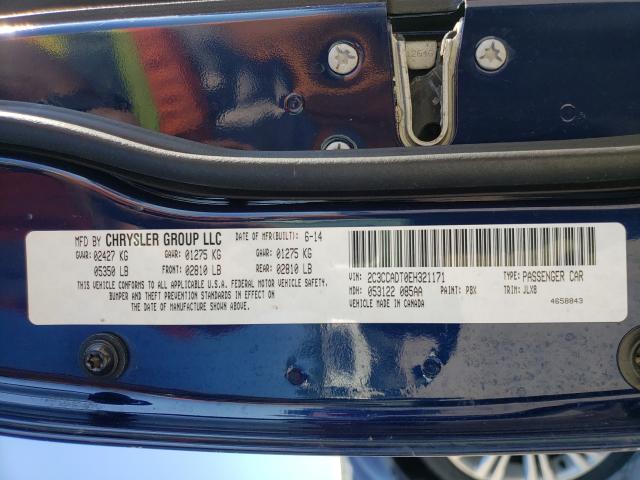 1264G
MFD BY CHRYSLER GROUP LLC DATE OF MFR(BUILT): 6-14
GVWR: 02427 KG GAWR: 01275 KG GAWR: 01275 KG
05350 LB FRONT: 02810 LB REAR: 02810 LB
THIS VEHICLE CONFORMS TO ALL APPLICABLE U.S.A. FEDERAL MOTOR VEHICLE SAFETY,
BUMPER AND THEFT PREVENTION STANDARDS IN EFFECT ON
THE DATE OF MANUFACTURE SHOWN ABOVE.
VIN: 2C3CCADT0EH321171 TYPE: PASSENGER CAR
MDH: 053122 085AA PAINT: PBX TRIM: JLX8
VEHICLE MADE IN CANADA 4658043